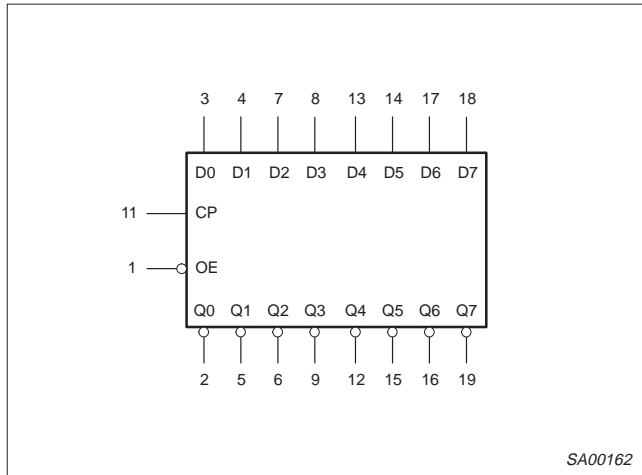 3 4 7 8 13 14 17 18
D0 D1 D2 D3 D4 D5 D6 D7
11 CP
1 OE
Q0 Q1 Q2 Q3 Q4 Q5 Q6 Q7
2 5 6 9 12 15 16 19
SA00162